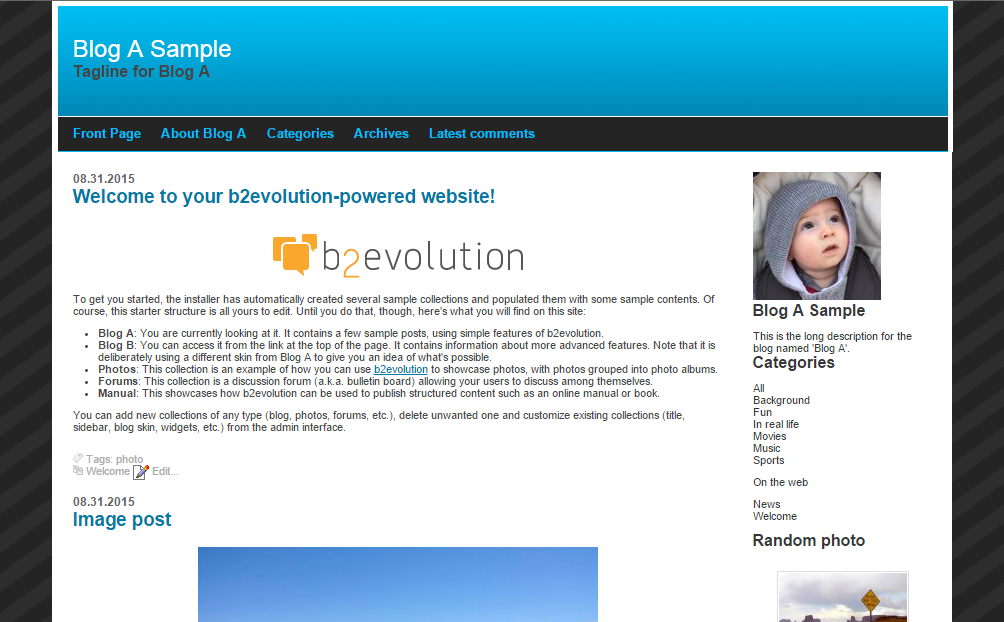 Blog A Sample
Tagline for Blog A
Front Page About Blog A Categories Archives Latest comments
08.31.2015
Welcome to your b2evolution-powered website!
b2evolution
To get you started, the installer has automatically created several sample collections and populated them with some sample contents. Of
course, this starter structure is all yours to edit. Until you do that, though, here's what you will find on this site:
• Blog A: You are currently looking at it. It contains a few sample posts, using simple features of b2evolution.
• Blog B: You can access it from the link at the top of the page. It contains information about more advanced features. Note that it is
deliberately using a different skin from Blog A to give you an idea of what's possible.
• Photos: This collection is an example of how you can use b2evolution to showcase photos, with photos grouped into photo albums.
• Forums: This collection is a discussion forum (a.k.a. bulletin board) allowing your users to discuss among themselves.
• Manual: This showcases how b2evolution can be used to publish structured content such as an online manual or book.
You can add new collections of any type (blog, photos, forums, etc.), delete unwanted one and customize existing collections (title,
sidebar, blog skin, widgets, etc.) from the admin interface.
Tags: photo
Welcome Edit...
08.31.2015
Image post
Blog A Sample
This is the long description for the
blog named 'Blog A'.
Categories
All
Background
Fun
In real life
Movies
Music
Sports
On the web
News
Welcome
Random photo